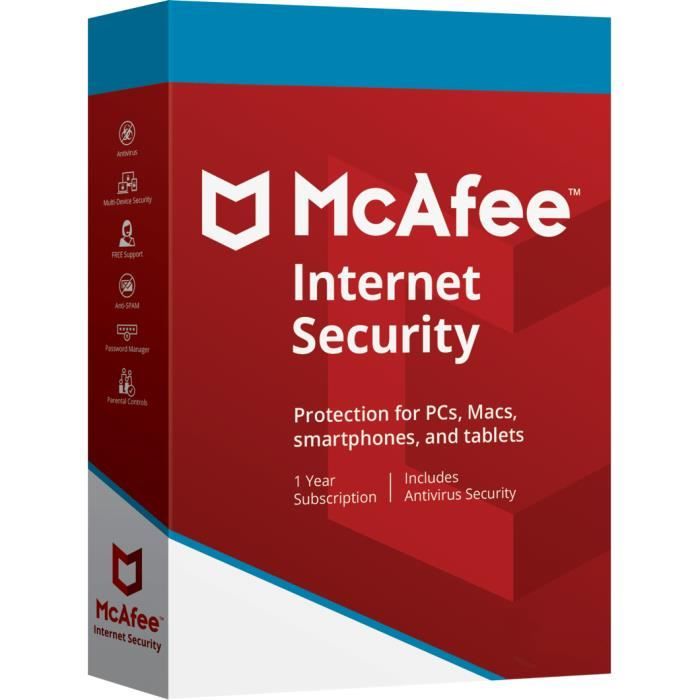 Antivirus
Multi-Device Security
FREE Support
Anti-SPAM
Password Manager
Parental Controls
McAfee
Internet Security
McAfee™
Internet
Security
Protection for PCs, Macs,
smartphones, and tablets
1 Year
Subscription
Includes
Antivirus Security